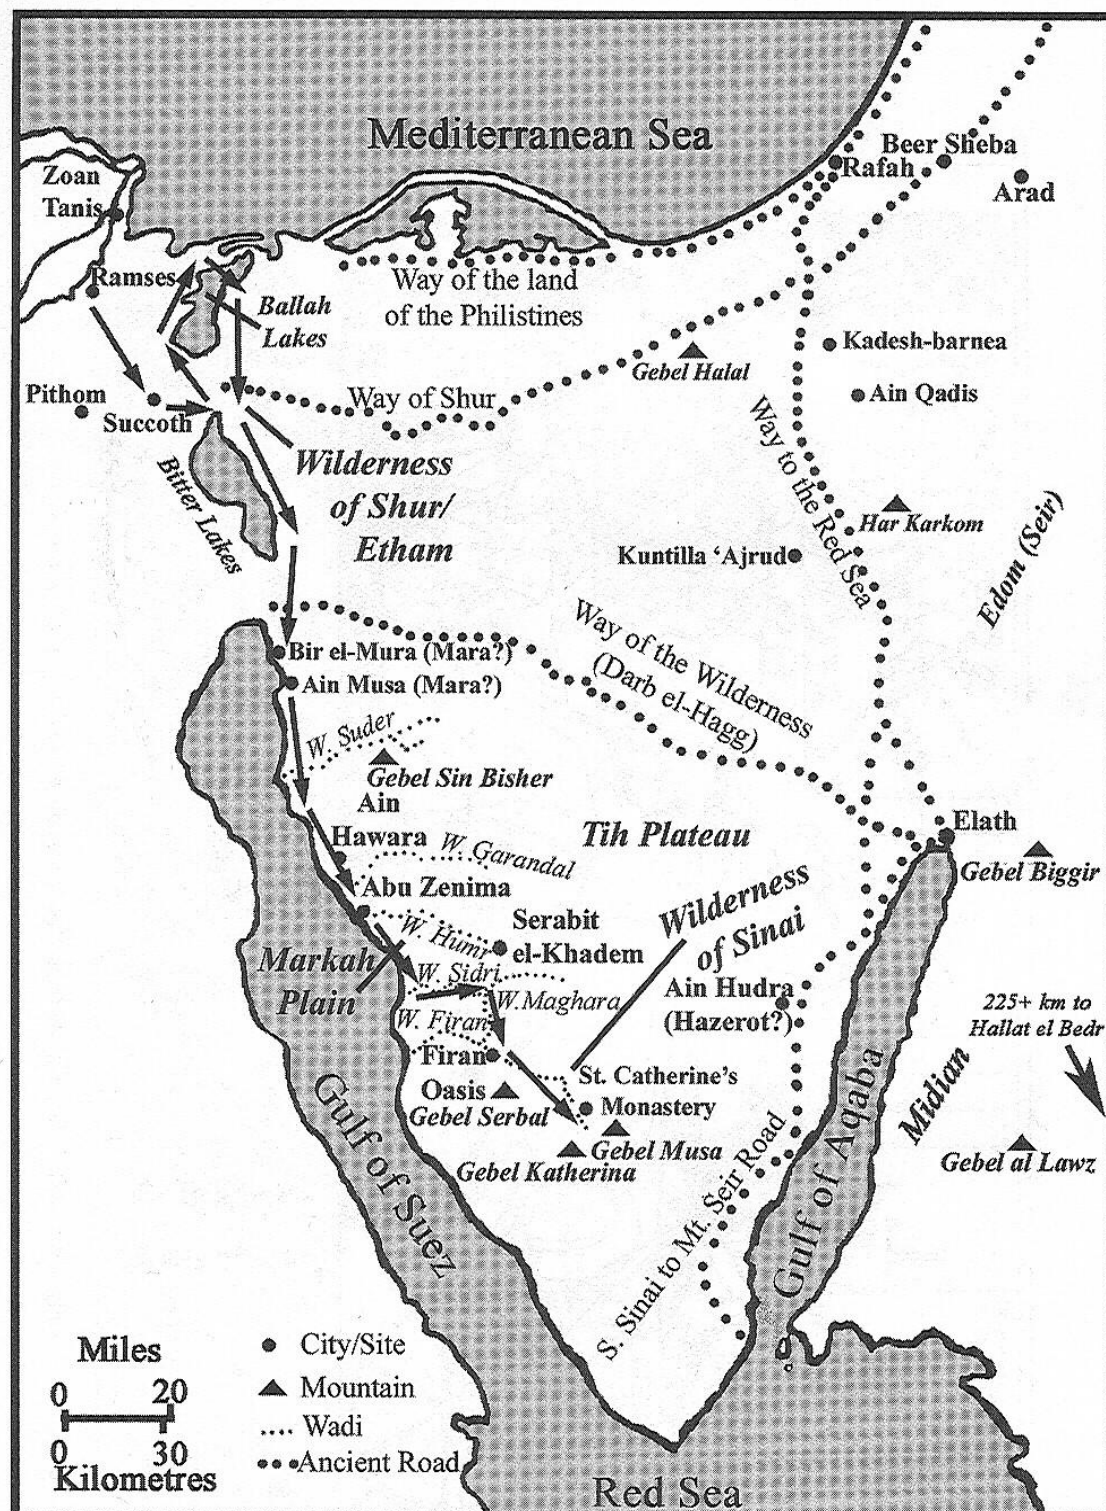 Mediterranean Sea
Beer Sheba
Rafah
Arad
Zoan
Tanis
Ramses
Ballah
Lakes
Way of the land
of the Philistines
Kadesh-barnea
Gebel Halal
Ain Qadis
Pithom
Succoth
Way of Shur
Bitter Lakes
Wilderness
of Shur/
Etham
Way to the Red Sea
Har Karkom
Edom (Seir)
Kuntilla ‘Ajrud
Way of the Wilderness
(Darb el-Hagg)
Bir el-Mura (Mara?)
Ain Musa (Mara?)
W. Suder
Gebel Sin Bisher
Ain
Hawara
W. Garandal
Tih Plateau
Elath
Gebel Biggir
Abu Zenima
W. Humr
Serabit
el-Khadem
Wilderness
of Sinai
Markah
Plain
W. Sidri
W.Maghara
Ain Hudra
(Hazerot?)
W. Firan
Firan
Oasis
Gebel Serbal
St. Catherine's
Monastery
Gebel Musa
Gebel Katherina
225+ km to
Hallat el Bedr
Midian
Gebel al Lawz
Gulf of Suez
Gulf of Aqaba
S. Sinai to Mt. Seir Road
Miles
0 20
0 30
Kilometres
City/Site
Mountain
Wadi
Ancient Road
Red Sea